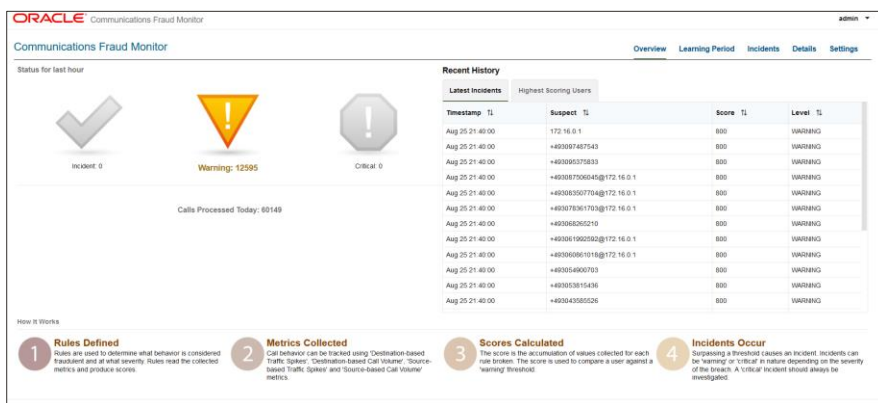 ORACLE Communications Fraud Monitor
admin
Communications Fraud Monitor
Overview Learning Period Incidents Details Settings
Status for last hour
Incident: 0
Warning: 12595
Critical: 0
Calls Processed Today: 60149
Recent History
Latest Incidents Highest Scoring Users
Timestamp Suspect Score Level
Aug 25 21:40:00 172.16.0.1 800 WARNING
Aug 25 21:40:00 +493097487543 800 WARNING
Aug 25 21:40:00 +493095375833 800 WARNING
Aug 25 21:40:00 +493087506045@172.16.0.1 800 WARNING
Aug 25 21:40:00 +493083507704@172.16.0.1 800 WARNING
Aug 25 21:40:00 +493078361703@172.16.0.1 800 WARNING
Aug 25 21:40:00 +493068265210 800 WARNING
Aug 25 21:40:00 +493061992592@172.16.0.1 800 WARNING
Aug 25 21:40:00 +493060861018@172.16.0.1 800 WARNING
Aug 25 21:40:00 +493054900703 800 WARNING
Aug 25 21:40:00 +493053815436 800 WARNING
Aug 25 21:40:00 +493043585526 800 WARNING
How It Works
1 Rules Defined
Rules are used to determine what behavior is considered
fraudulent and at what severity. Rules read the collected
metrics and produce scores.
2 Metrics Collected
Call behavior can be tracked using 'Destination-based
Traffic Spikes', 'Destination-based Call Volume', 'Source-
based Traffic Spikes' and 'Source-based Call Volume'
metrics.
3 Scores Calculated
The score is the accumulation of values collected for each
rule broken. The score is used to compare a user against a
'warning' threshold.
4 Incidents Occur
Surpassing a threshold causes an incident. Incidents can
be 'warning' or 'critical' in nature depending on the severity
of the breach. A 'critical' incident should always be
investigated.